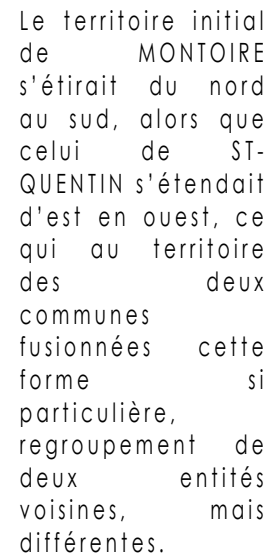 Le territoire initial
de MONTOIRE
s'étirait du nord
au sud, alors que
celui de ST-
QUENTIN s'étendait
d'est en ouest, ce
qui au territoire
des deux
communes
fusionnées cette
forme si
particulière,
regroupement de
deux entités
voisines, mais
différentes.